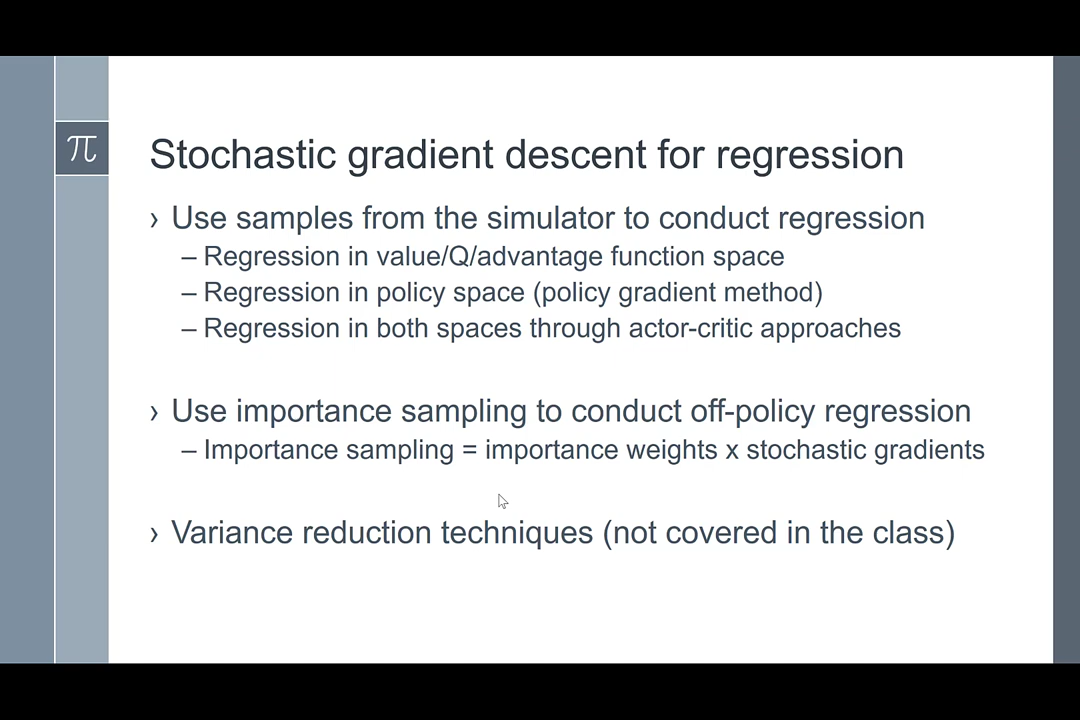 π
Stochastic gradient descent for regression
› Use samples from the simulator to conduct regression
– Regression in value/Q/advantage function space
– Regression in policy space (policy gradient method)
– Regression in both spaces through actor-critic approaches
› Use importance sampling to conduct off-policy regression
– Importance sampling = importance weights x stochastic gradients
› Variance reduction techniques (not covered in the class)